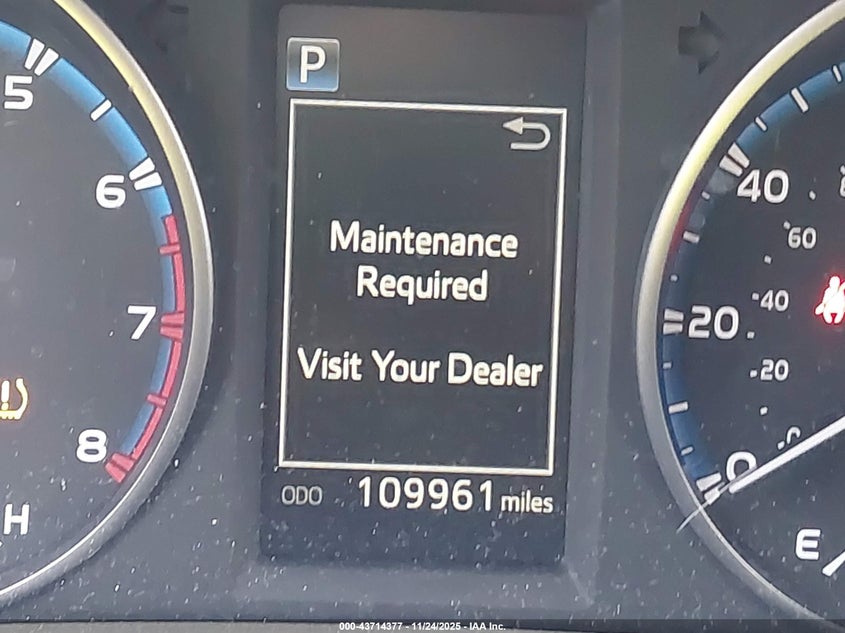 P
5
6
7
8
H
Maintenance
Required
Visit Your Dealer
ODO 109961 miles
40
60
40
20
20
0
0
E
000-43714377 - 11/24/2025 - IAA Inc.